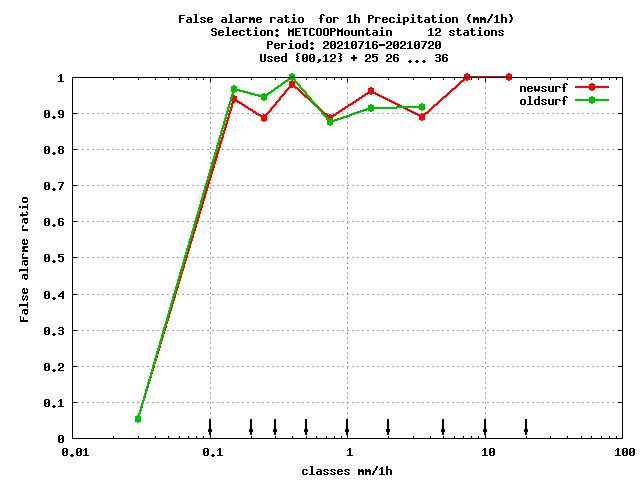 False alarme ratio  for 1h Precipitation (mm/1h)
Selection: METCOOPMountain     12 stations
Period: 20210716-20210720
Used {00,12} + 25 26 ... 36
newsurf
oldsurf
1
0.9
0.8
0.7
0.6
0.5
0.4
0.3
0.2
0.1
0
False alarme ratio
0.01
0.1
1
10
100
classes mm/1h